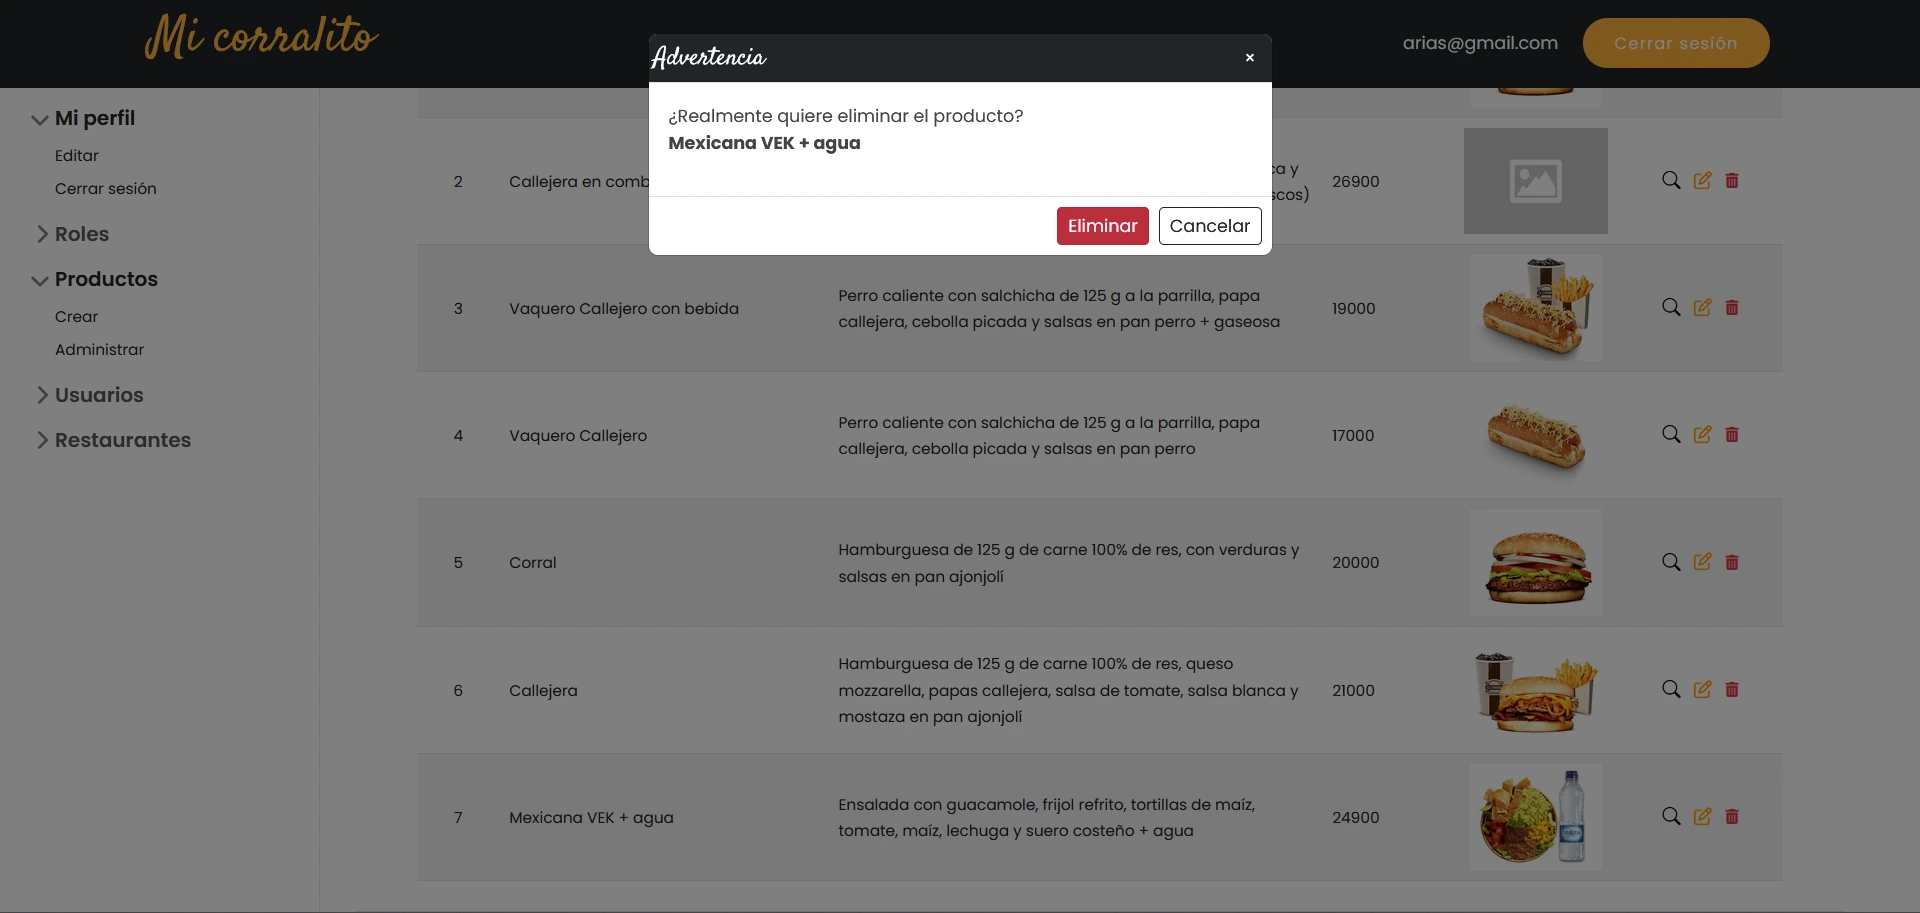 Mi corralito
arias@gmail.com
Cerrar sesión
Advertencia
×
¿Realmente quiere eliminar el producto?
Mexicana VEK + agua
Eliminar
Cancelar
Mi perfil
Editar
Cerrar sesión
Roles
Productos
Crear
Administrar
Usuarios
Restaurantes
2
Callejera en comb
y
scos)
26900
3
Vaquero Callejero con bebida
Perro caliente con salchicha de 125 g a la parrilla, papa
callejera, cebolla picada y salsas en pan perro + gaseosa
19000
4
Vaquero Callejero
Perro caliente con salchicha de 125 g a la parrilla, papa
callejera, cebolla picada y salsas en pan perro
17000
5
Corral
Hamburguesa de 125 g de carne 100% de res, con verduras y
salsas en pan ajonjolí
20000
6
Callejera
Hamburguesa de 125 g de carne 100% de res, queso
mozzarella, papas callejera, salsa de tomate, salsa blanca y
mostaza en pan ajonjolí
21000
7
Mexicana VEK + agua
Ensalada con guacamole, frijol refrito, tortillas de maíz,
tomate, maíz, lechuga y suero costeño + agua
24900